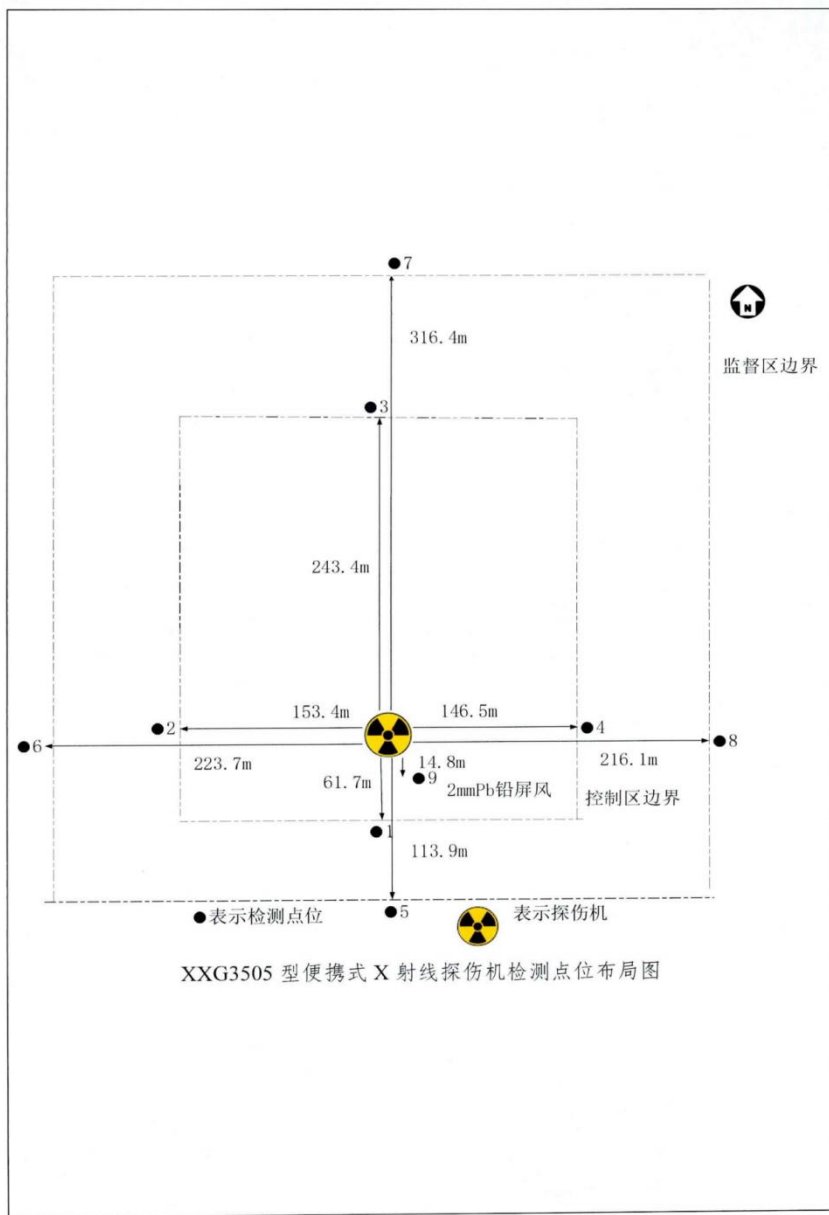 7
N
316.4m
监督区边界
3
243.4m
153.4m
146.5m
2
4
6
8
223.7m
14.8m
216.1m
61.7m
9
2mmPb铅屏风
控制区边界
1
113.9m
●表示检测点位
5
表示探伤机
XXG3505 型便携式 X 射线探伤机检测点位布局图